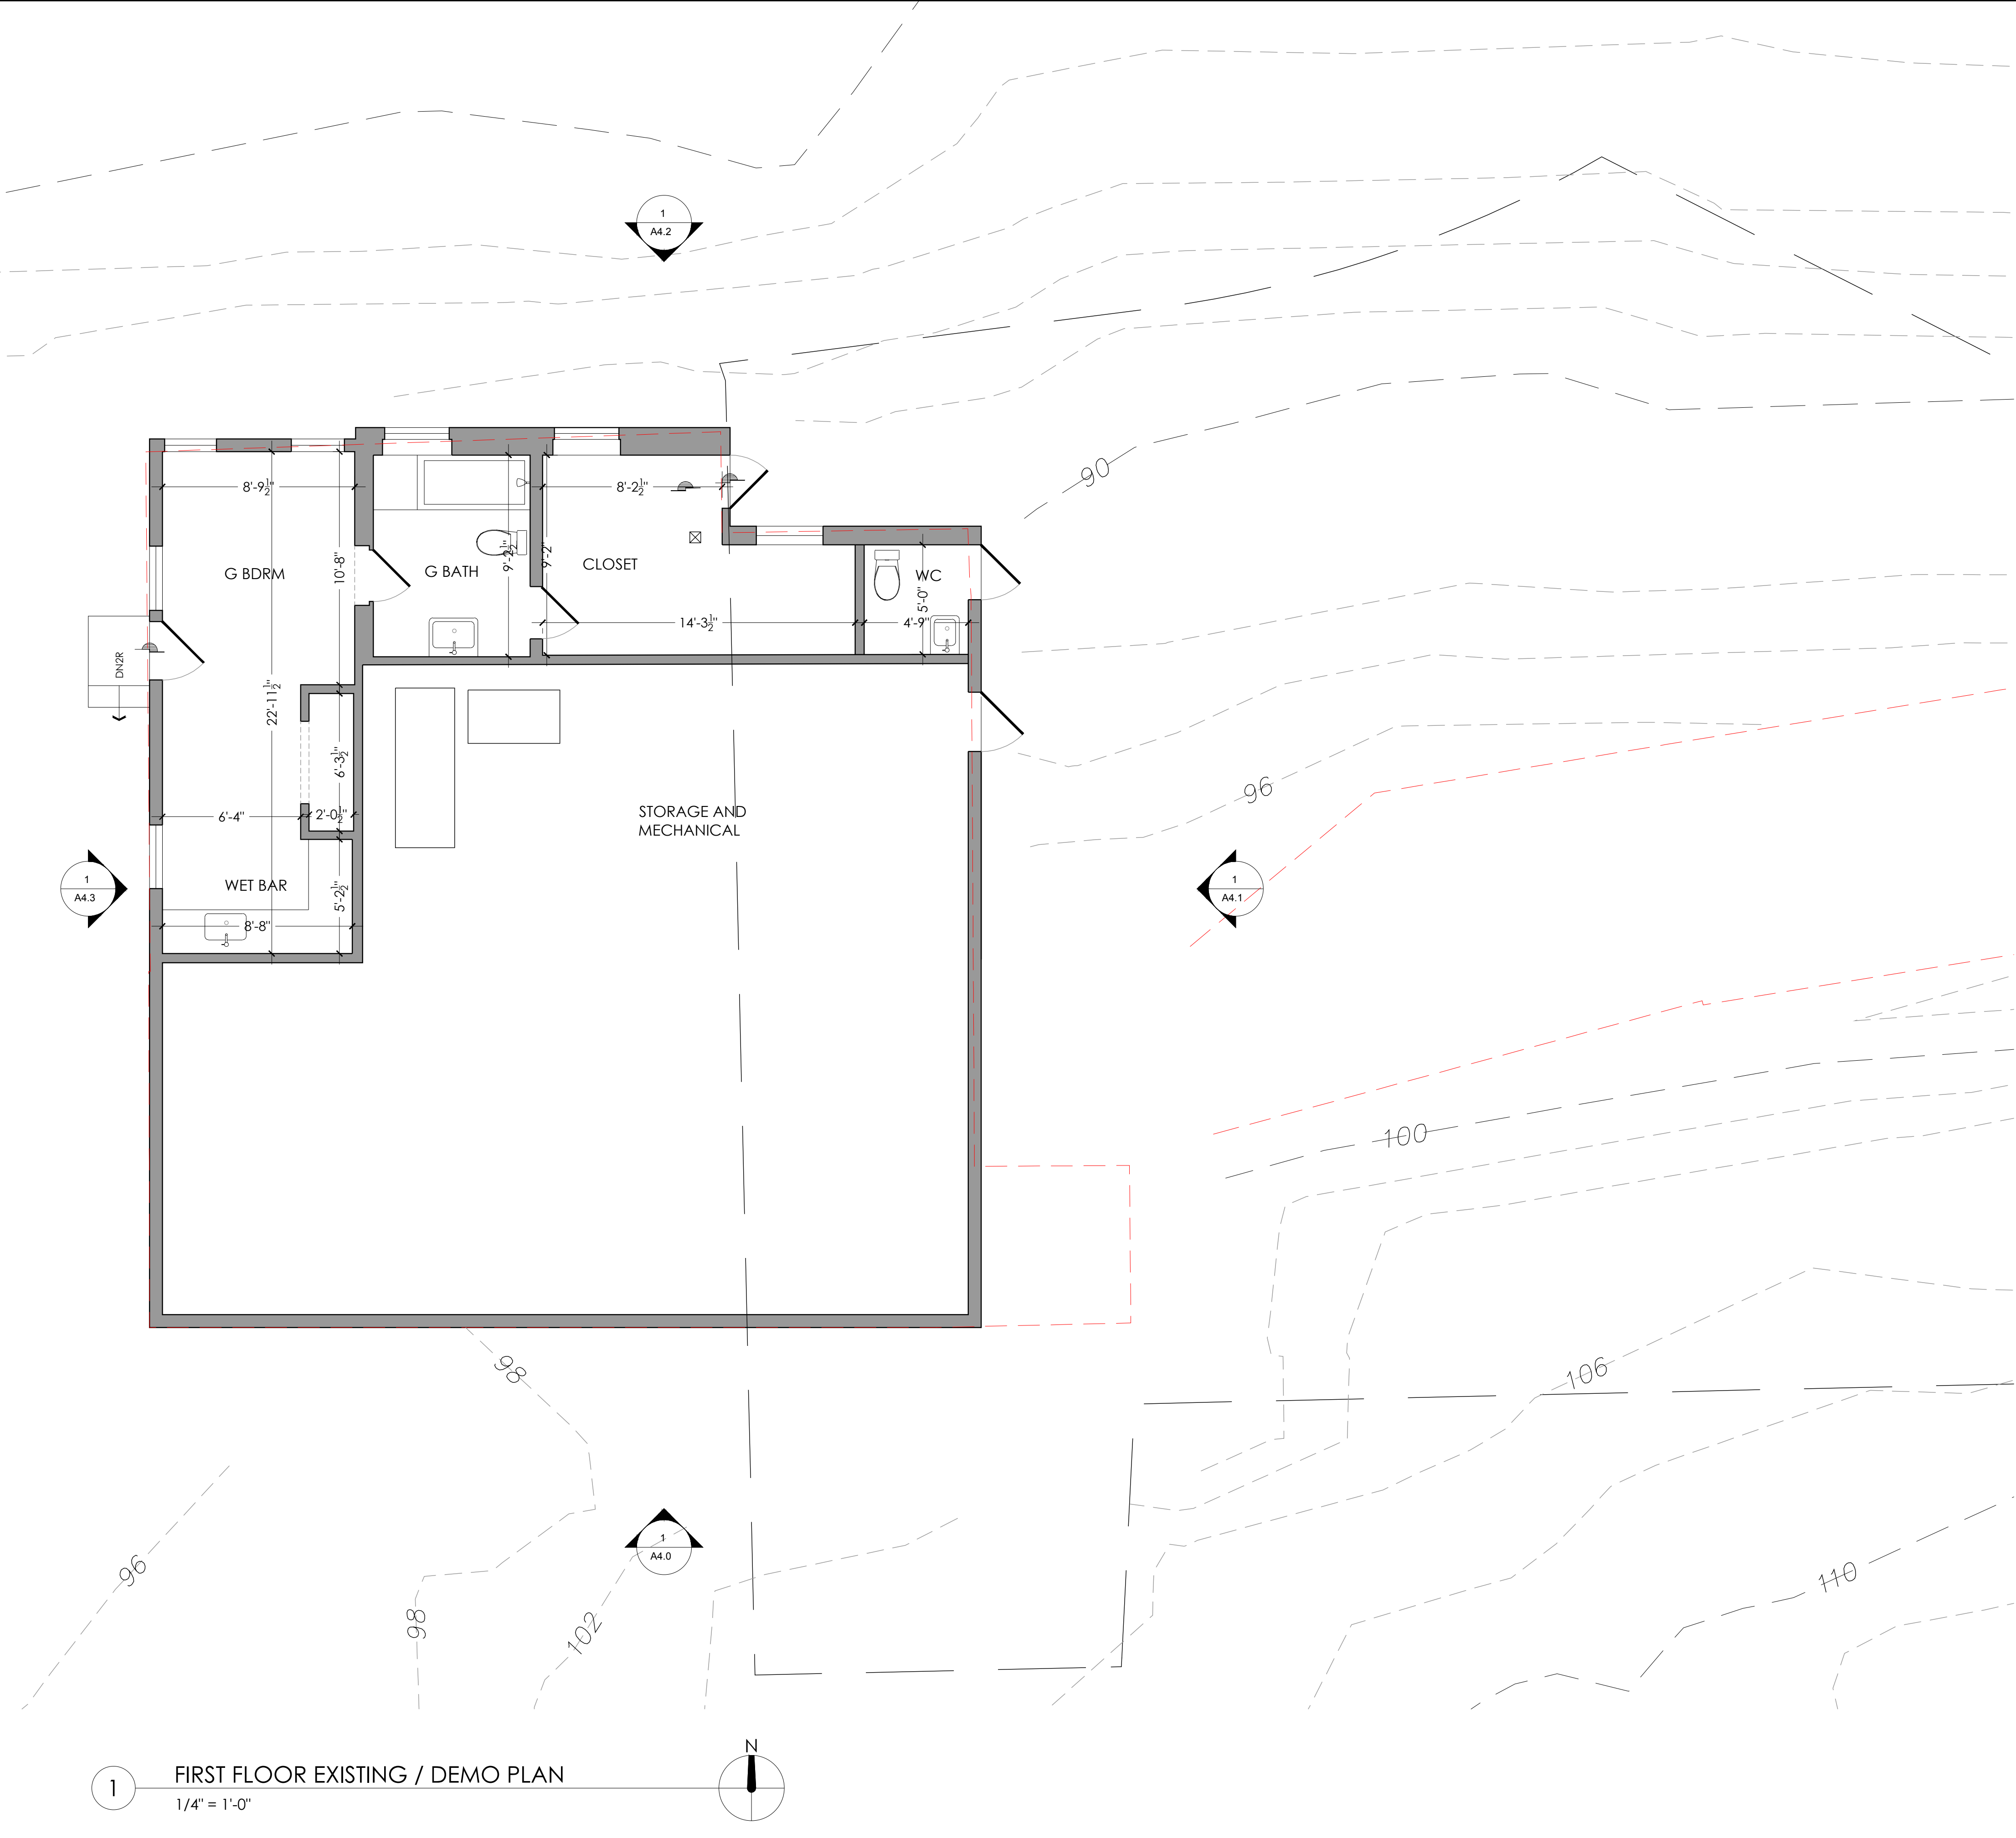 1
A4.2
90
8'-9½"
8'-2½"
10'-8"
9'-2½"
9'-2"
G BDRM
G BATH
CLOSET
WC
5'-0"
14'-3½"
4'-9"
DN2R
22'-11½"
6'-3½"
96
STORAGE AND
MECHANICAL
6'-4"
2'-0½"
1
A4.3
WET BAR
5'-2½"
1
A4.1
8'-8"
100
98
106
1
A4.0
96
98
102
110
N
1
FIRST FLOOR EXISTING / DEMO PLAN
1/4" = 1'-0"